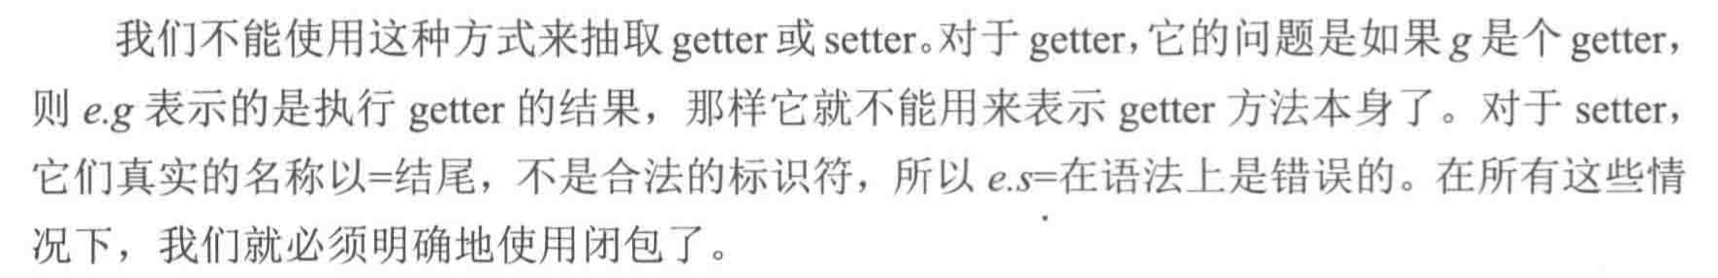 我们不能使用这种方式来抽取 getter 或 setter。对于 getter,它的问题是如果 g 是个 getter,
则 e.g 表示的是执行 getter 的结果，那样它就不能用来表示 getter 方法本身了。对于 setter,
它们真实的名称以=结尾，不是合法的标识符，所以 e.s=在语法上是错误的。在所有这些情
况下，我们就必须明确地使用闭包了。